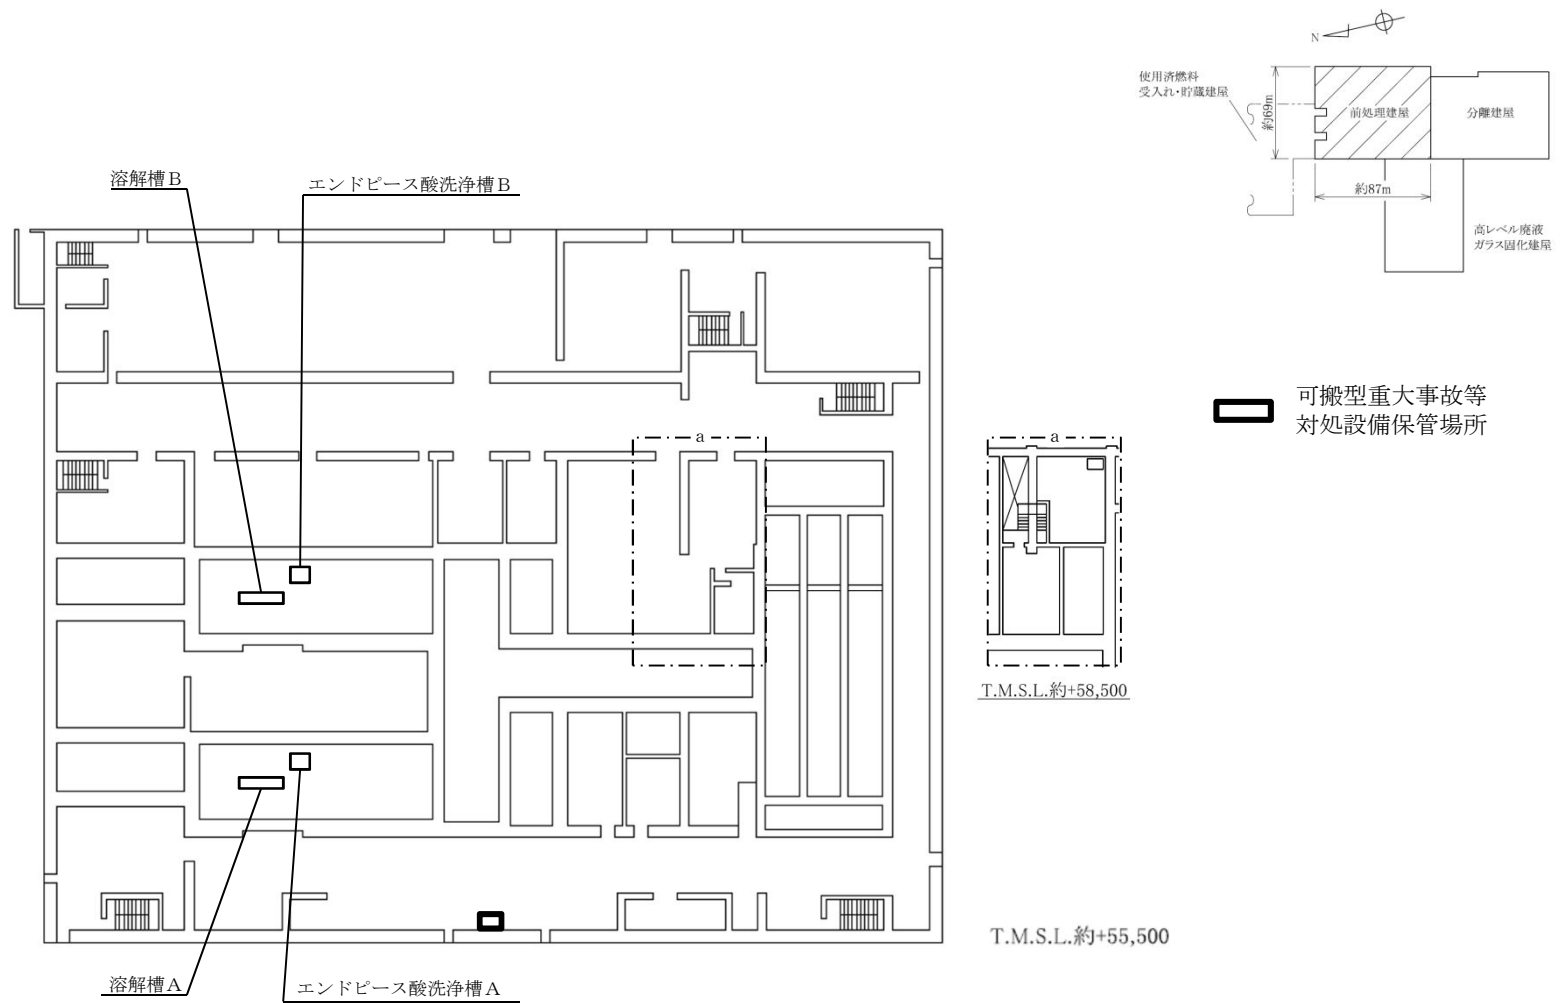 N
使用済燃料
受入れ・貯蔵建屋
約69m
前処理建屋
分離建屋
約87m
高レベル廃液
ガラス固化建屋
溶解槽B
エンドピース酸洗浄槽B
可搬型重大事故等
対処設備保管場所
a
a
T.M.S.L.約+58,500
T.M.S.L.約+55,500
溶解槽A
エンドピース酸洗浄槽A